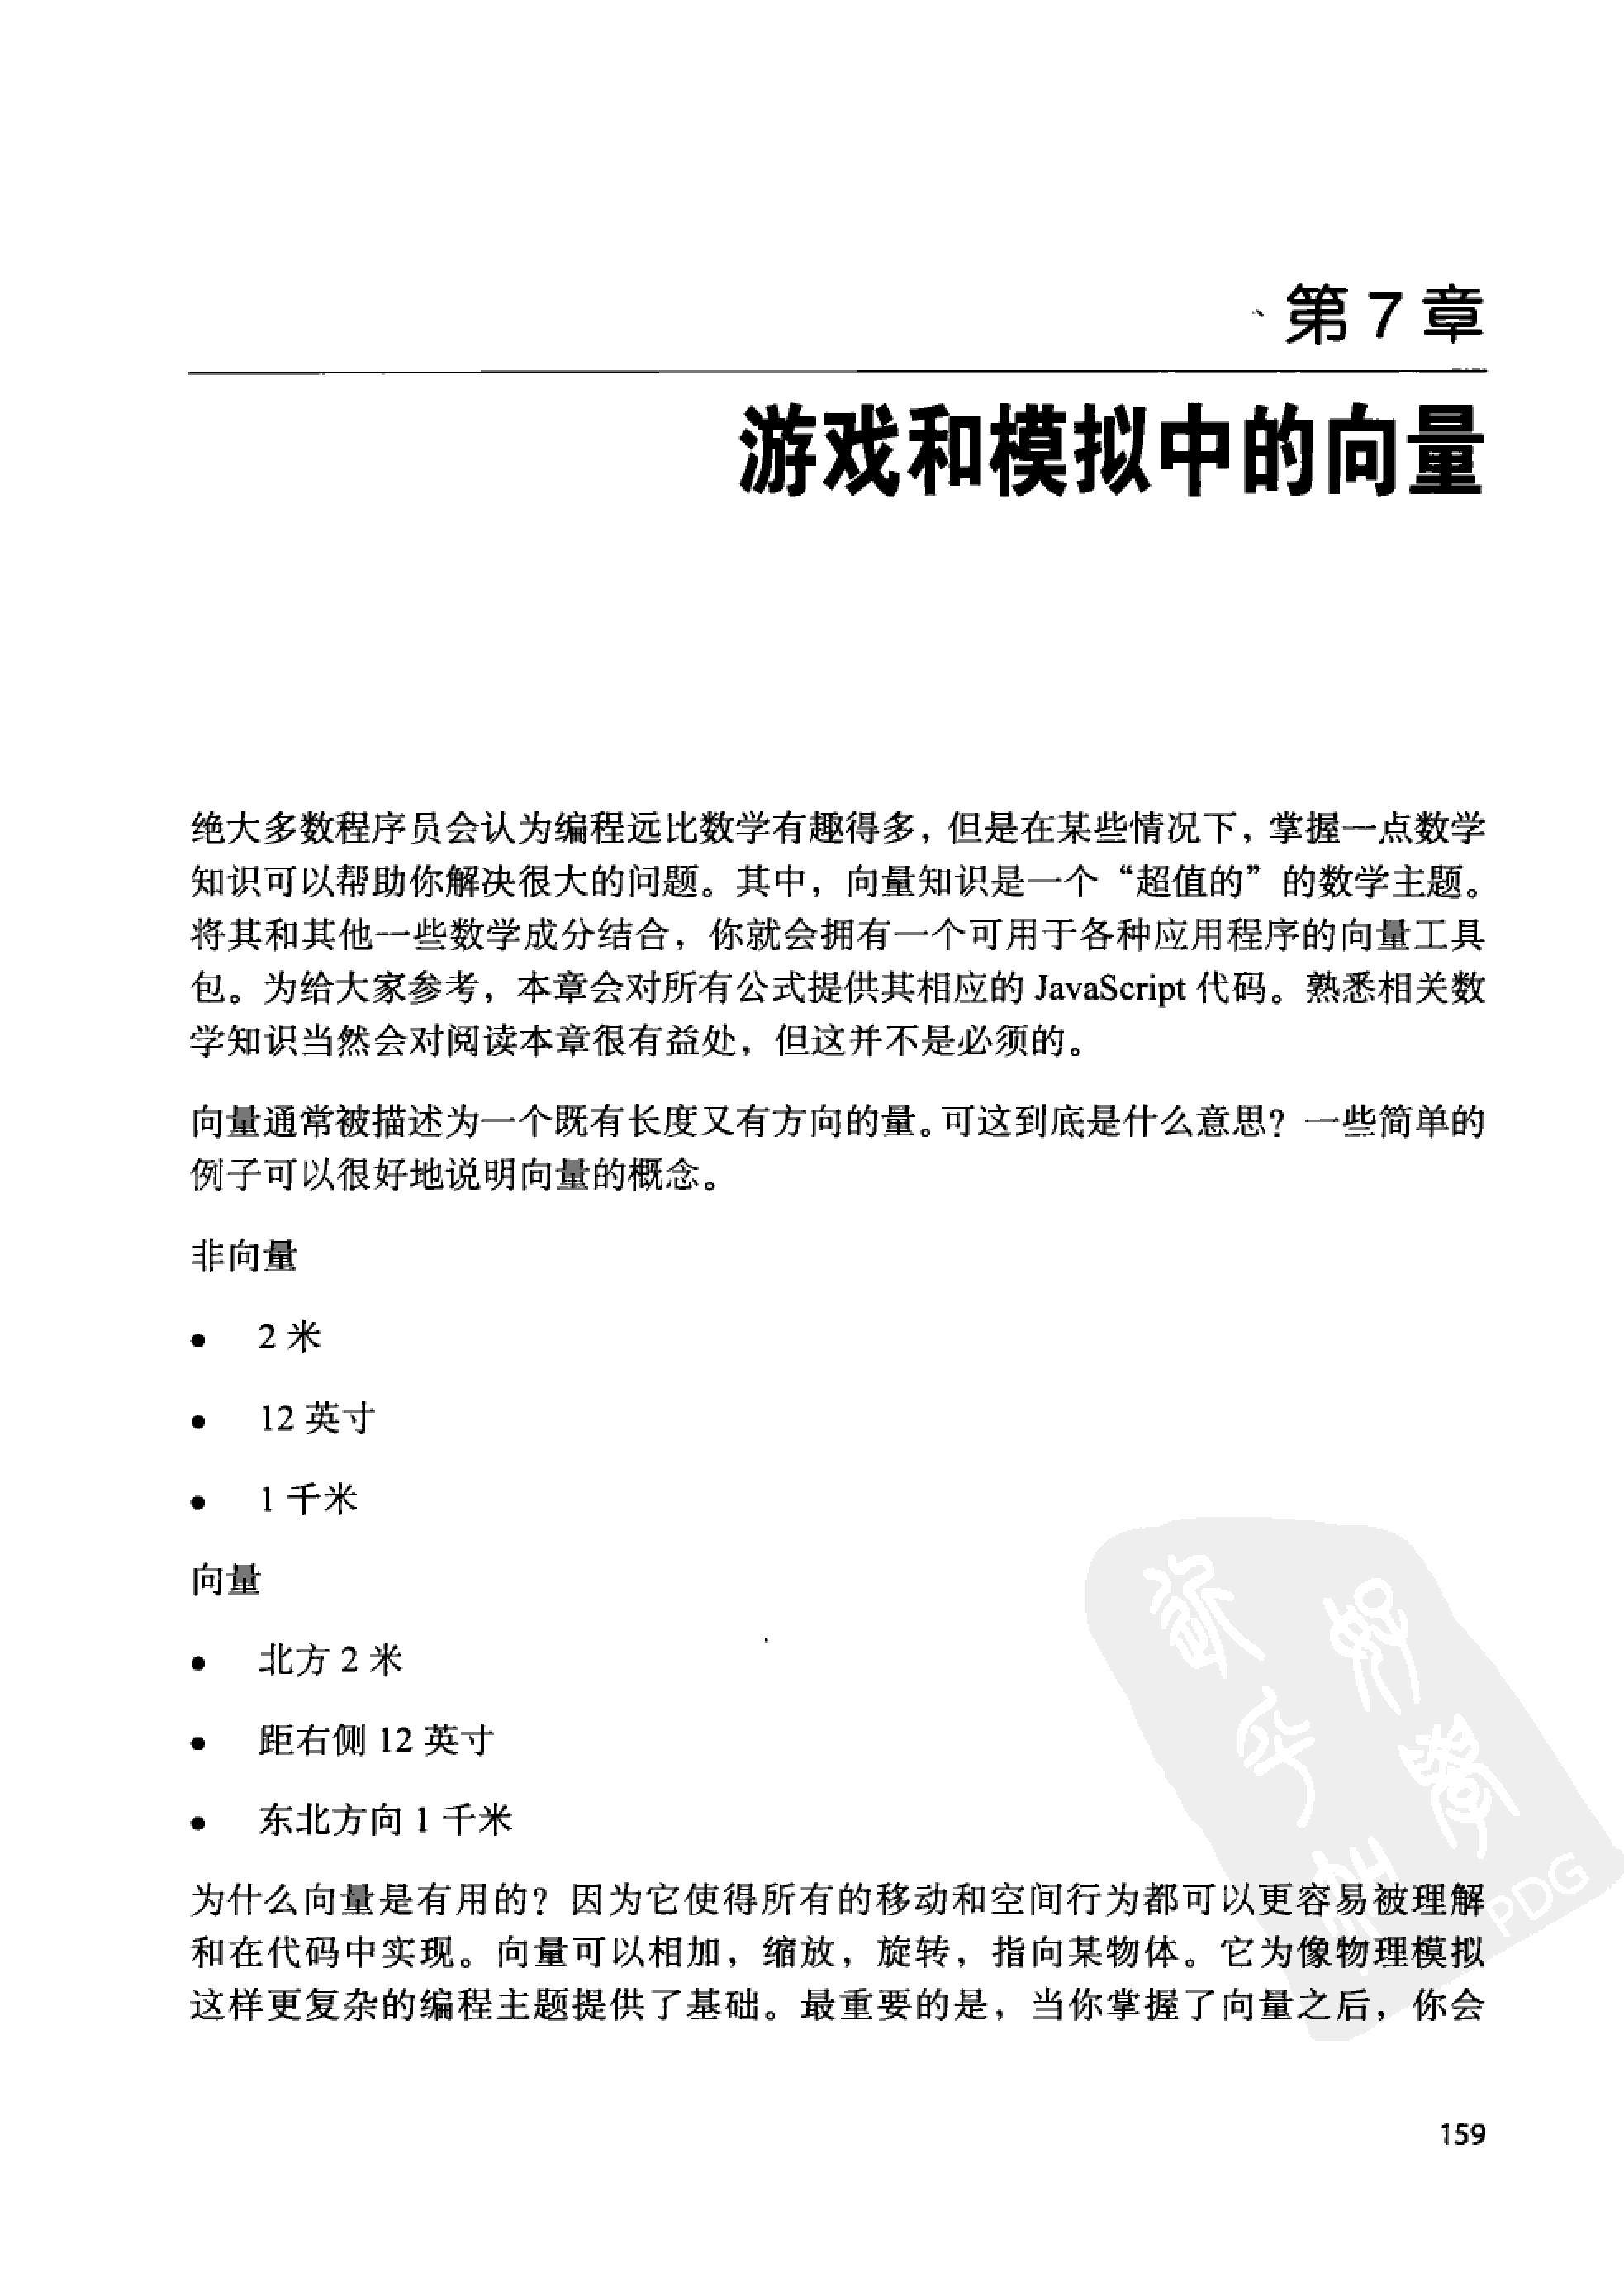 第7章
游戏和模拟中的向量
绝大多数程序员会认为编程远比数学有趣得多，但是在某些情况下，掌握一点数学
知识可以帮助你解决很大的问题。其中，向量知识是一个“超值的”的数学主题。
将其和其他一些数学成分结合，你就会拥有一个可用于各种应用程序的向量工具
包。为给大家参考，本章会对所有公式提供其相应的 JavaScript 代码。熟悉相关数
学知识当然会对阅读本章很有益处，但这并不是必须的。
向量通常被描述为一个既有长度又有方向的量。可这到底是什么意思？一些简单的
例子可以很好地说明向量的概念。
非向量
● 2 米
● 12 英寸
● 1 千米
向量
● 北方 2 米
● 距右侧 12 英寸
● 东北方向 1 千米
为什么向量是有用的？因为它使得所有的移动和空间行为都可以更容易被理解
和在代码中实现。向量可以相加，缩放，旋转，指向某物体。它为像物理模拟
这样更复杂的编程主题提供了基础。最重要的是，当你掌握了向量之后，你会
PDG
159